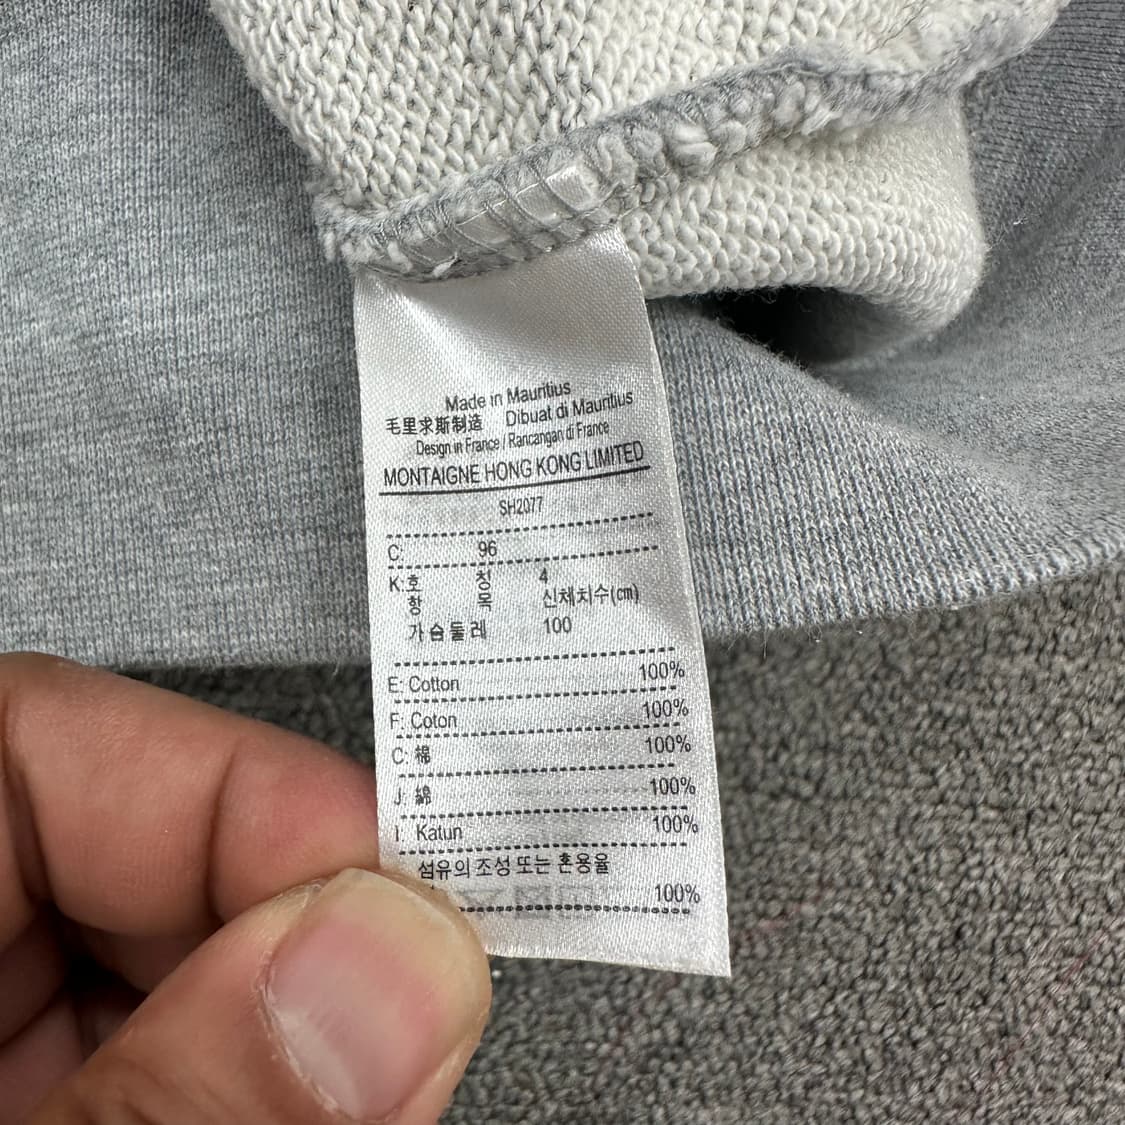 Made in Mauritius
毛里求斯制造 Dibuat di Mauritius
Design in France / Rancangan di France
MONTAIGNE HONG KONG LIMITED
SH2077
C: 96
K: 호 칭 4
항 목 신체치수(cm)
가슴둘레 100
E: Cotton 100%
F: Coton 100%
C: 棉 100%
J: 綿 100%
I: Katun 100%
섬유의 조성 또는 혼용율
100%